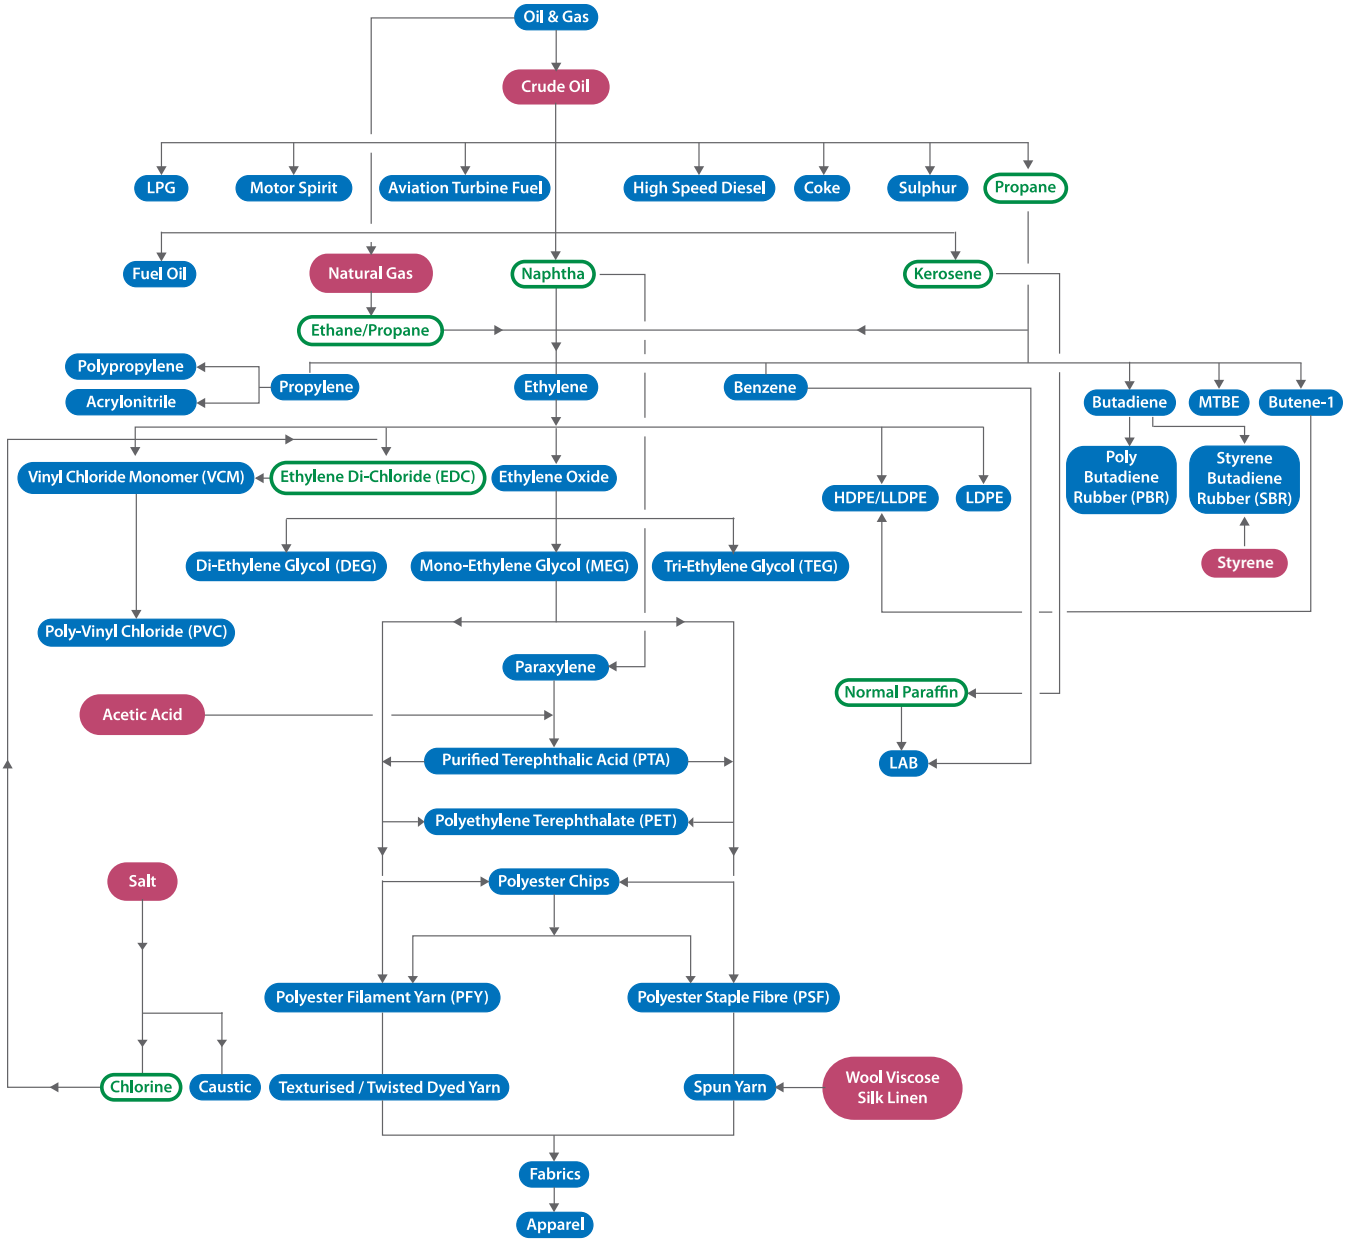 Oil & Gas
Crude Oil
LPG
Motor Spirit
Aviation Turbine Fuel
High Speed Diesel
Coke
Sulphur
Propane
Fuel Oil
Natural Gas
Naphtha
Kerosene
Ethane/Propane
Polypropylene
Propylene
Ethylene
Benzene
Acrylonitrile
Butadiene
MTBE
Butene-1
Vinyl Chloride Monomer (VCM)
Ethylene Di-Chloride (EDC)
Ethylene Oxide
HDPE/LLDPE
LDPE
Poly
Butadiene
Rubber (PBR)
Styrene
Butadiene
Rubber (SBR)
Di-Ethylene Glycol (DEG)
Mono-Ethylene Glycol (MEG)
Tri-Ethylene Glycol (TEG)
Styrene
Poly-Vinyl Chloride (PVC)
Paraxylene
Normal Paraffin
Acetic Acid
Purified Terephthalic Acid (PTA)
LAB
Polyethylene Terephthalate (PET)
Salt
Polyester Chips
Polyester Filament Yarn (PFY)
Polyester Staple Fibre (PSF)
Chlorine
Caustic
Texturised / Twisted Dyed Yarn
Spun Yarn
Wool Viscose
Silk Linen
Fabrics
Apparel